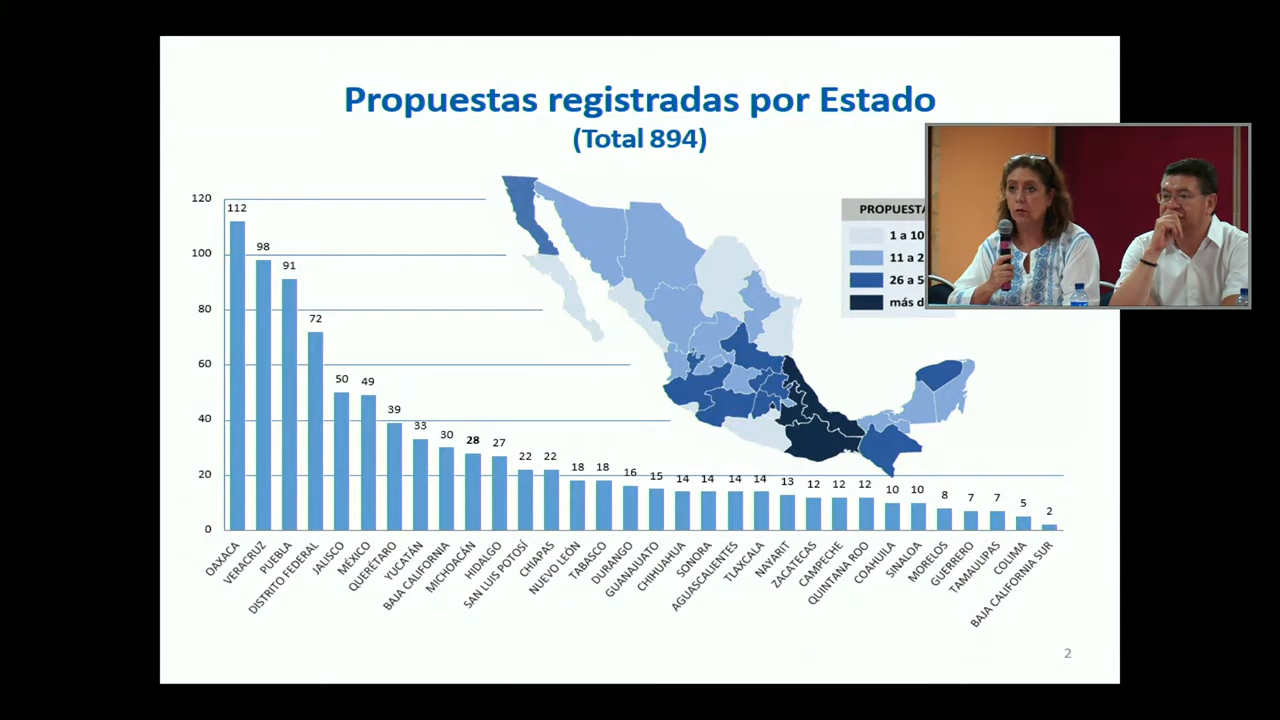 Propuestas registradas por Estado
(Total 894)
PROPUESTA
1 a 10
11 a 2
26 a 5
más d
120
100
80
60
40
20
0
112
98
91
72
50
49
39
33
30
28
27
22
22
18
18
16
15
14
14
14
14
13
12
12
12
10
10
8
7
7
5
2
OAXACA
VERACRUZ
PUEBLA
DISTRITO FEDERAL
JALISCO
MÉXICO
QUERÉTARO
YUCATÁN
BAJA CALIFORNIA
MICHOACÁN
HIDALGO
SAN LUIS POTOSÍ
CHIAPAS
NUEVO LEÓN
TABASCO
DURANGO
GUANAJUATO
CHIHUAHUA
SONORA
AGUASCALIENTES
TLAXCALA
NAYARIT
ZACATECAS
CAMPECHE
QUINTANA ROO
COAHUILA
SINALOA
MORELOS
GUERRERO
TAMAULIPAS
COLIMA
BAJA CALIFORNIA SUR
2